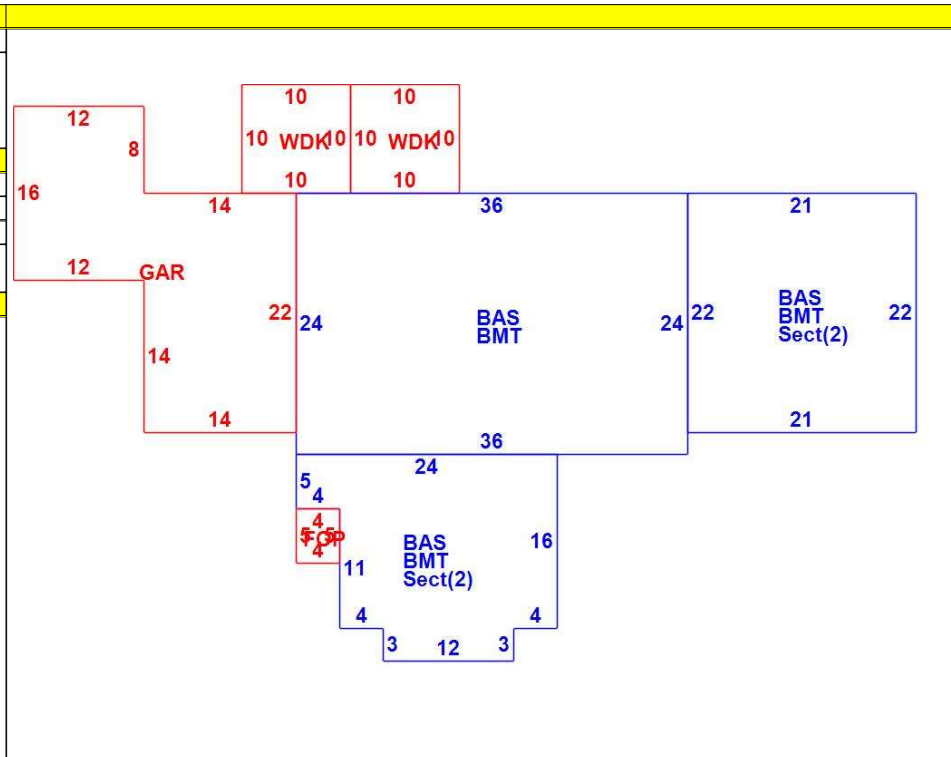 10 10
12
8 10 WDK 10 10 WDK 10
10 10
16
14 36 21
12 GAR
22 24 BAS
BMT 24 22 BAS
BMT
Sect(2) 22
14
14 21
36
24
5
4
4
5 FOP 5
4
BAS
BMT
Sect(2)
16
11
4 4
3 12 3